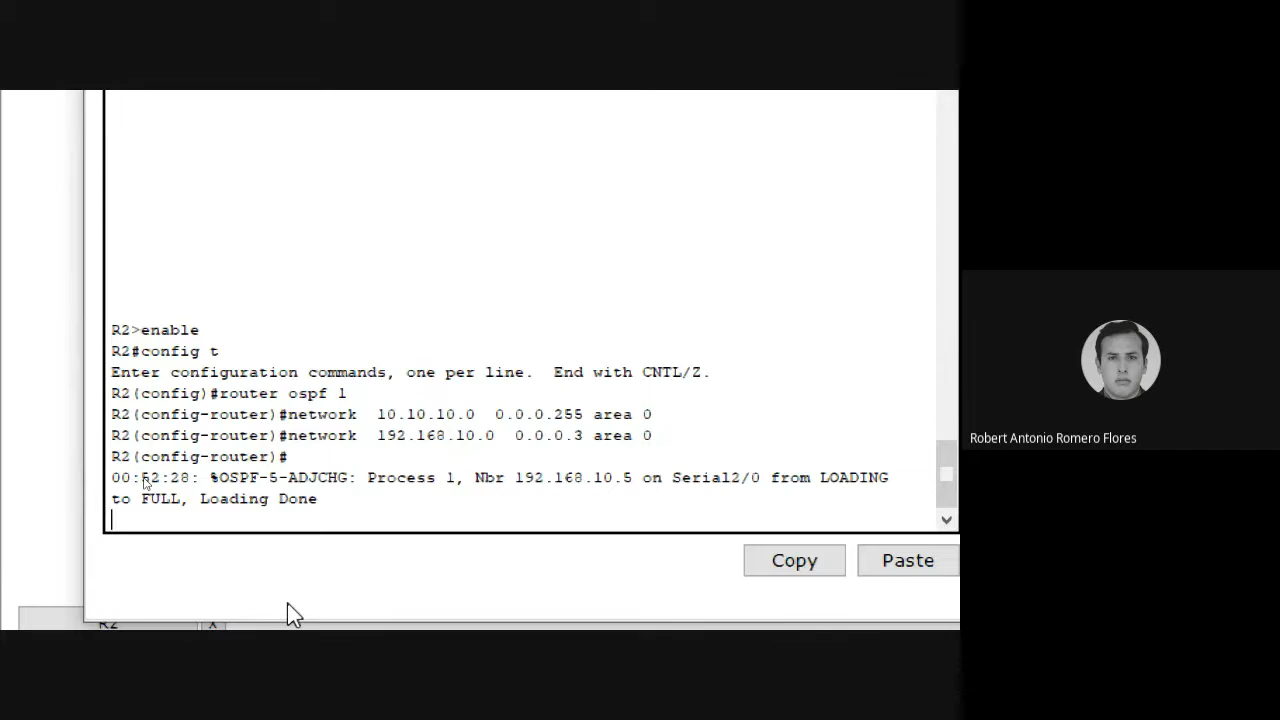 R2>enable
R2#config t
Enter configuration commands, one per line.  End with CNTL/Z.
R2(config)#router ospf 1
R2(config-router)#network  10.10.10.0  0.0.0.255 area 0
R2(config-router)#network  192.168.10.0  0.0.0.3 area 0
R2(config-router)#
00:52:28: %OSPF-5-ADJCHG: Process 1, Nbr 192.168.10.5 on Serial2/0 from LOADING
to FULL, Loading Done
Copy
Paste
R2
X
Robert Antonio Romero Flores